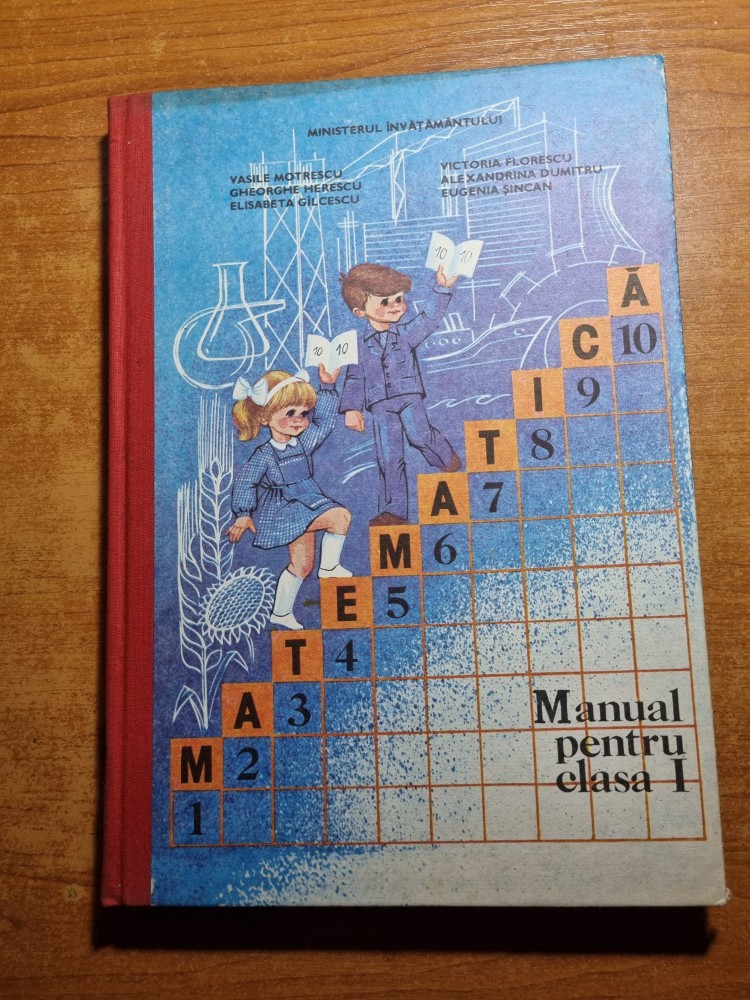 MINISTERUL ÎNVĂȚĂMÂNTULUI
VASILE MOTRESCU
GHEORGHE HERESCU
ELISABETA GÎLCESCU
VICTORIA FLORESCU
ALEXANDRINA DUMITRU
EUGENIA ȘINCAN
10 10
10 10
MATEMATICĂ
1 2 3 4 5 6 7 8 9 10
Manual
pentru
clasa I